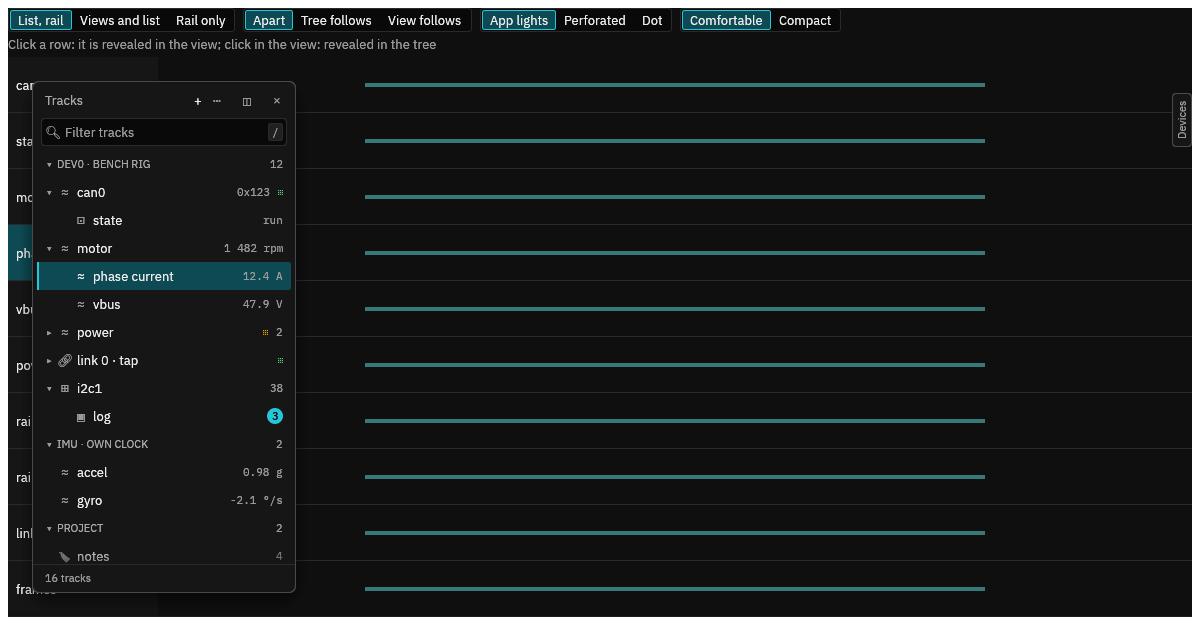 List, rail Views and list Rail only Apart Tree follows View follows App lights Perforated Dot Comfortable Compact
Click a row: it is revealed in the view; click in the view: revealed in the tree
Tracks
Filter tracks /
DEV0 · BENCH RIG 12
can0 0x123
state run
motor 1 482 rpm
phase current 12.4 A
vbus 47.9 V
power 2
link 0 · tap
i2c1 38
log 3
IMU · OWN CLOCK 2
accel 0.98 g
gyro -2.1 °/s
PROJECT 2
notes 4
16 tracks
Devices